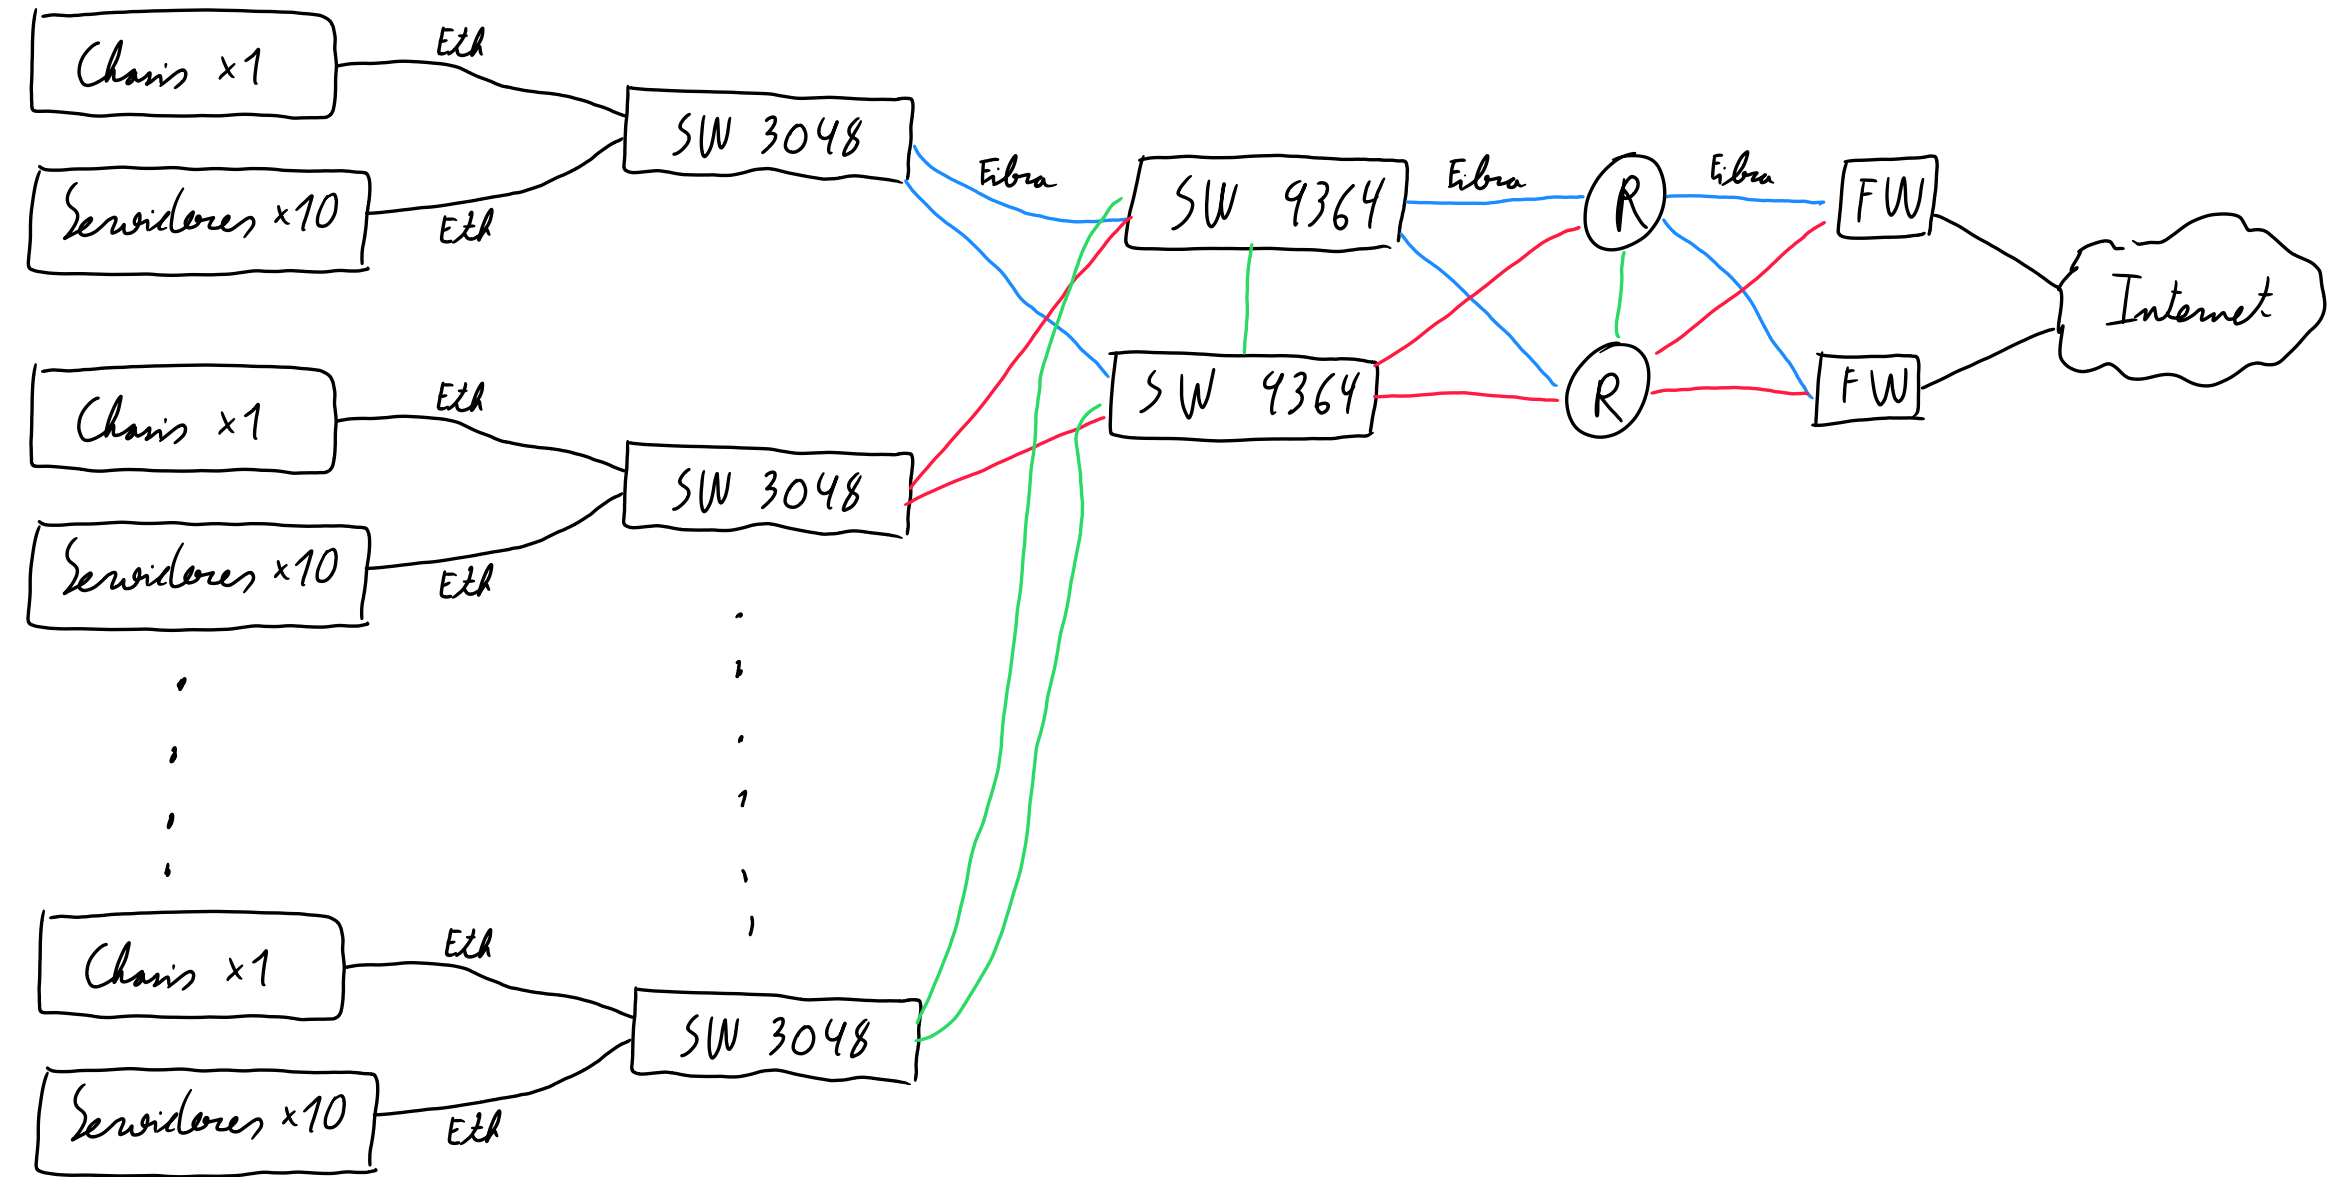 Chasis x1
Eth
SW 3048
Servidores x10
Eth
Fibra
SW 9364
Fibra
R
Fibra
FW
Internet
SW 9364
R
FW
Chasis x1
Eth
SW 3048
Servidores x10
Eth
Chasis x1
Eth
SW 3048
Servidores x10
Eth